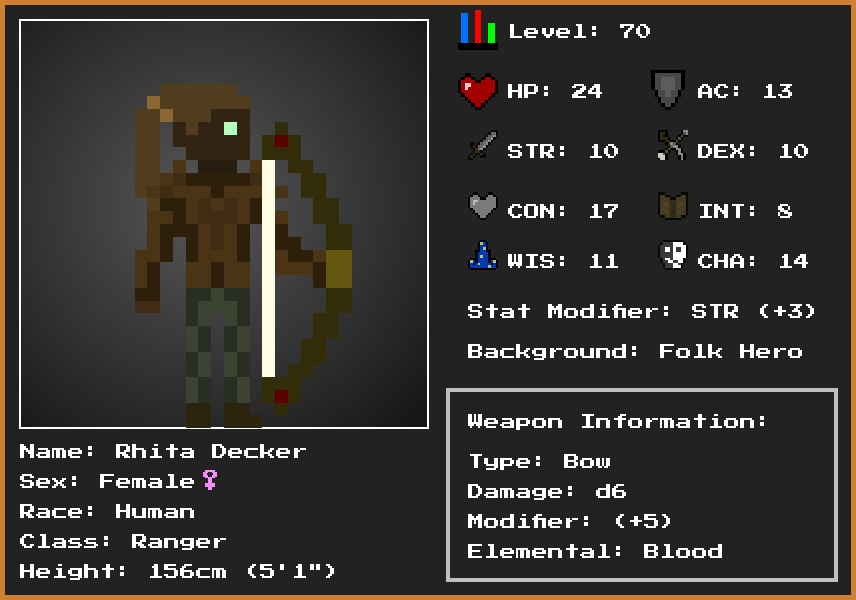 Level: 70
HP: 24 AC: 13
STR: 10 DEX: 10
CON: 17 INT: 8
WIS: 11 CHA: 14
Stat Modifier: STR (+3)
Background: Folk Hero
Weapon Information:
Type: Bow
Damage: d6
Modifier: (+5)
Elemental: Blood
Name: Rhita Decker
Sex: Female♀
Race: Human
Class: Ranger
Height: 156cm (5'1")